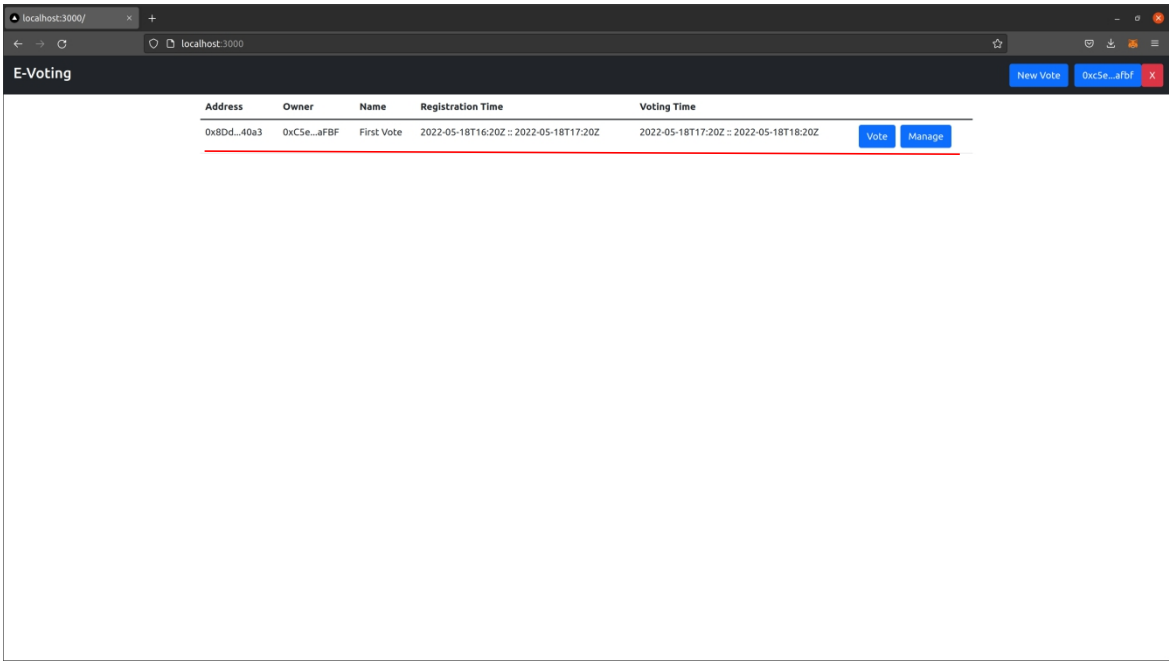 localhost:3000/
localhost:3000
E-Voting
New Vote 0xc5e...afbf X
Address Owner Name Registration Time Voting Time
0x8Dd...40a3 0xC5e...aFBF First Vote 2022-05-18T16:20Z :: 2022-05-18T17:20Z 2022-05-18T17:20Z :: 2022-05-18T18:20Z Vote Manage